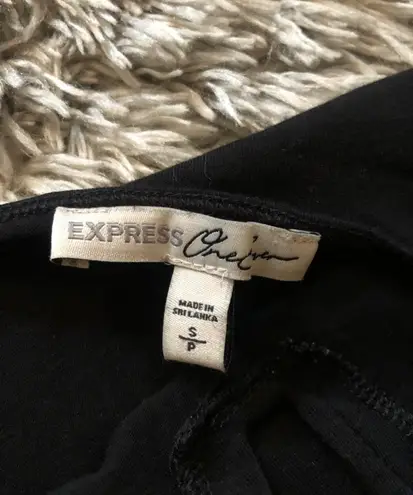 EXPRESS One Eleven
MADE IN
SRI LANKA
S
P